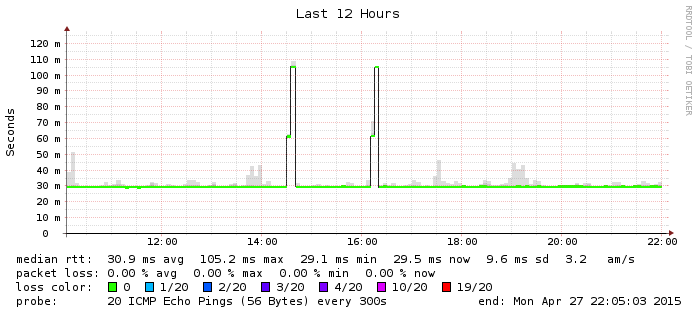 Last 12 Hours
RRDTOOL / TOBI OETIKER
Seconds
120 m
110 m
100 m
90 m
80 m
70 m
60 m
50 m
40 m
30 m
20 m
10 m
0
12:00 14:00 16:00 18:00 20:00 22:00
median rtt: 30.9 ms avg 105.2 ms max 29.1 ms min 29.5 ms now 9.6 ms sd 3.2 am/s
packet loss: 0.00 % avg 0.00 % max 0.00 % min 0.00 % now
loss color: 0 1/20 2/20 3/20 4/20 10/20 19/20
probe: 20 ICMP Echo Pings (56 Bytes) every 300s end: Mon Apr 27 22:05:03 2015